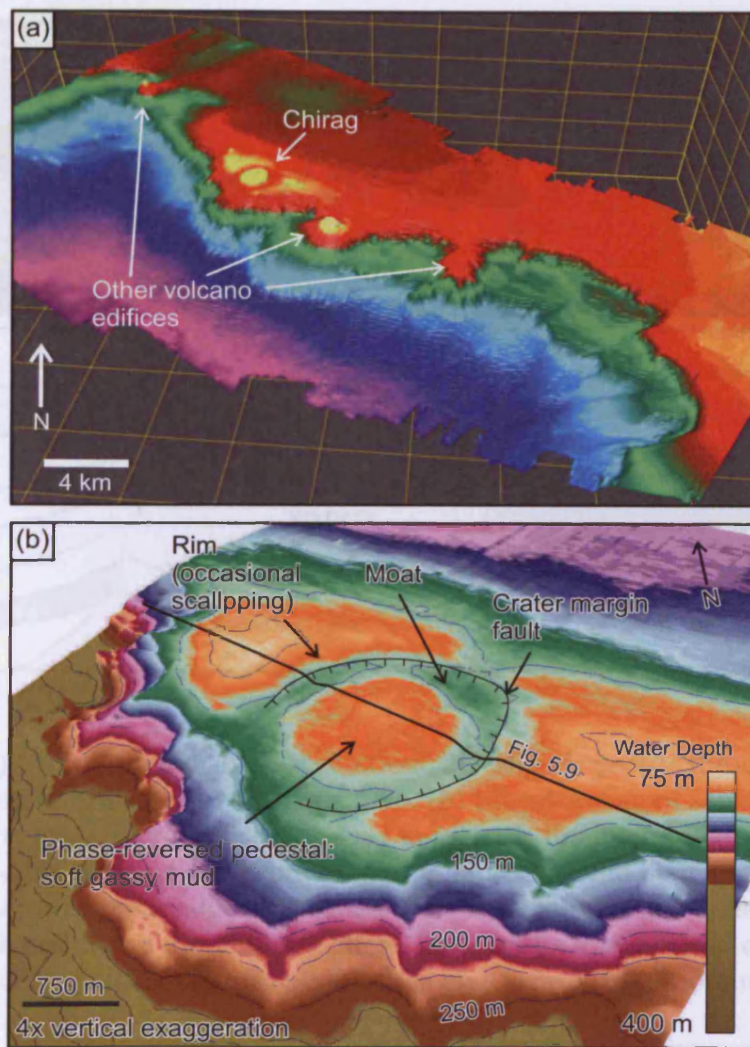 (a)
Chirag
Other volcano
edifices
N
4 km
(b)
Rim
(occasional
scallpping)
Moat
Crater margin
fault
N
Fig. 5.9
Water Depth
75 m
Phase-reversed pedestal:
soft gassy mud
150 m
200 m
250 m
750 m
4x vertical exaggeration
400 m